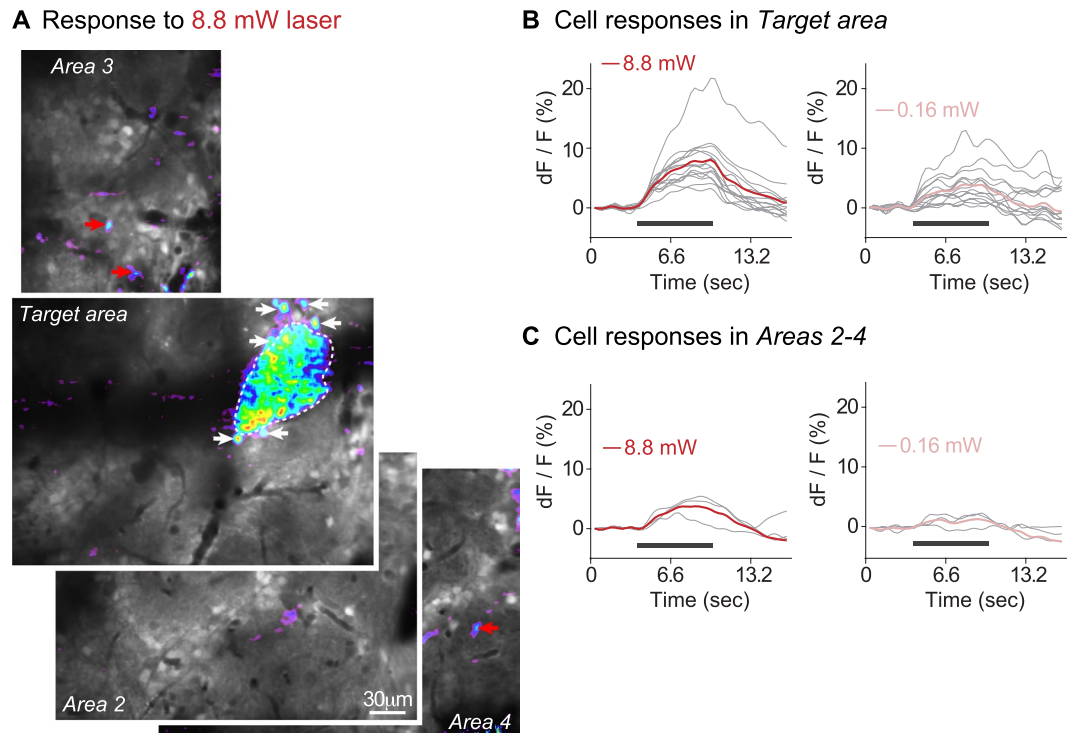 A Response to 8.8 mW laser
Area 3
Target area
Area 2
30μm
Area 4
B Cell responses in Target area
8.8 mW
20
10
0
dF / F (%)
0 6.6 13.2
Time (sec)
0.16 mW
20
10
0
dF / F (%)
0 6.6 13.2
Time (sec)
C Cell responses in Areas 2-4
8.8 mW
20
10
0
dF / F (%)
0 6.6 13.2
Time (sec)
0.16 mW
20
10
0
dF / F (%)
0 6.6 13.2
Time (sec)